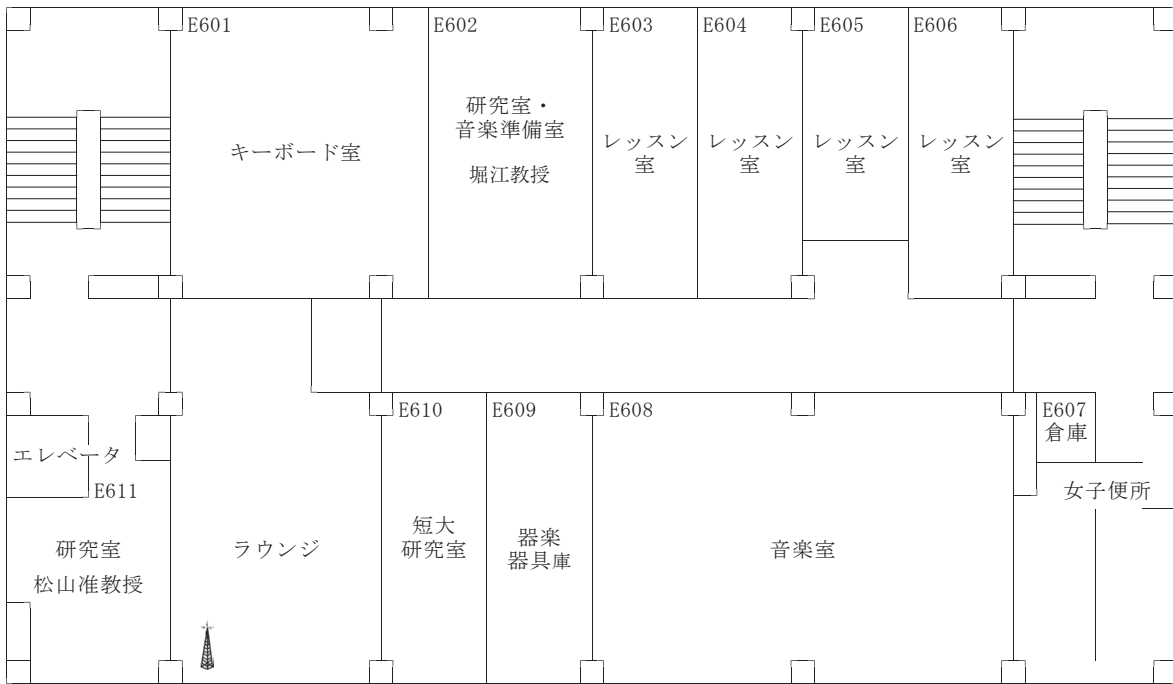 E601
キーボード室
E602
研究室・
音楽準備室
堀江教授
E603
レッスン
室
E604
レッスン
室
E605
レッスン
室
E606
レッスン
室
エレベータ
E611
研究室
松山准教授
ラウンジ
E610
短大
研究室
E609
器楽
器具庫
E608
音楽室
E607
倉庫
女子便所